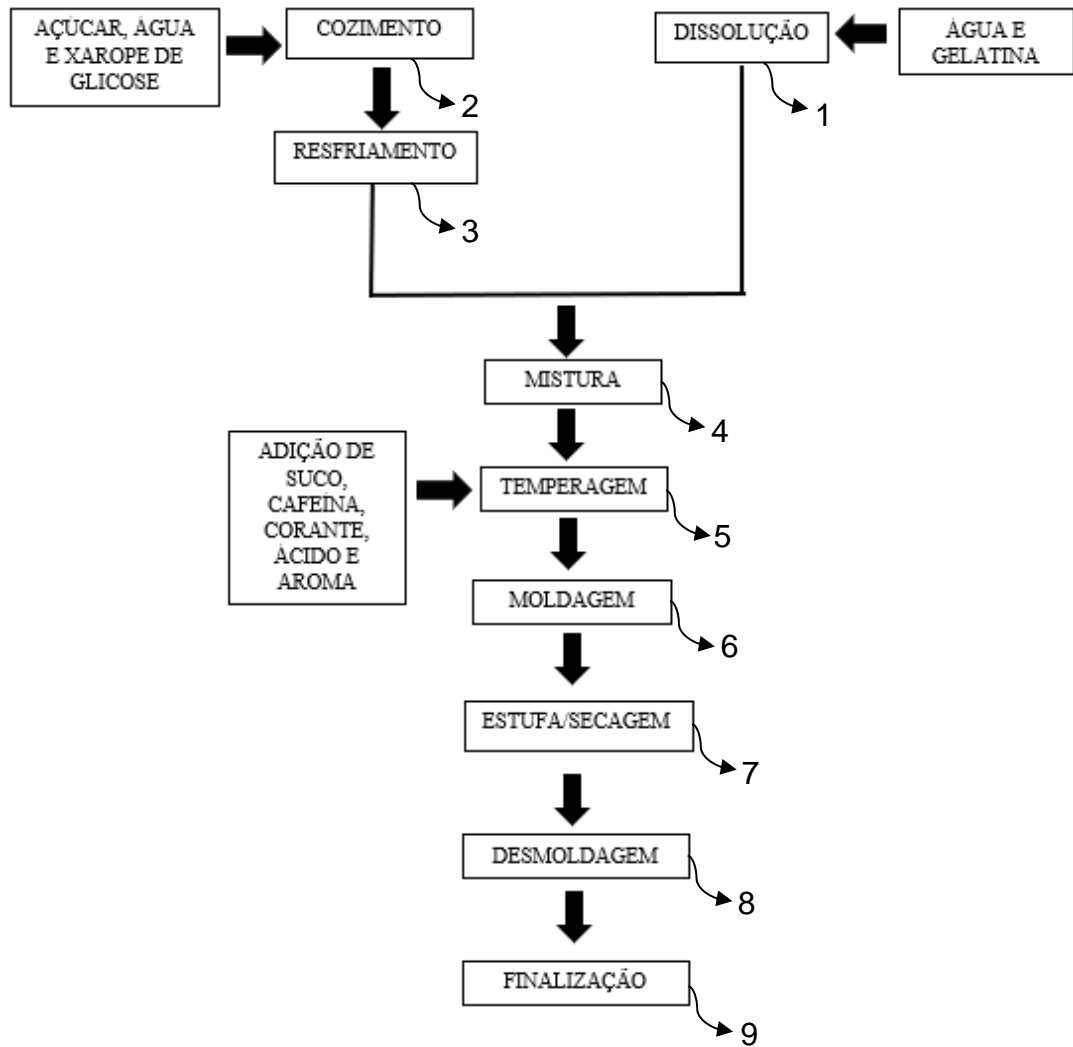 AÇÚCAR, ÁGUA
E XAROPE DE
GLICOSE
COZIMENTO
2
DISSOLUÇÃO
1
ÁGUA E
GELATINA
RESFRIAMENTO
3
MISTURA
4
ADIÇÃO DE
SUCO,
CAFEÍNA,
CORANTE,
ÁCIDO E
AROMA
TEMPERAGEM
5
MOLDAGEM
6
ESTUFA/SECAGEM
7
DESMOLDAGEM
8
FINALIZAÇÃO
9